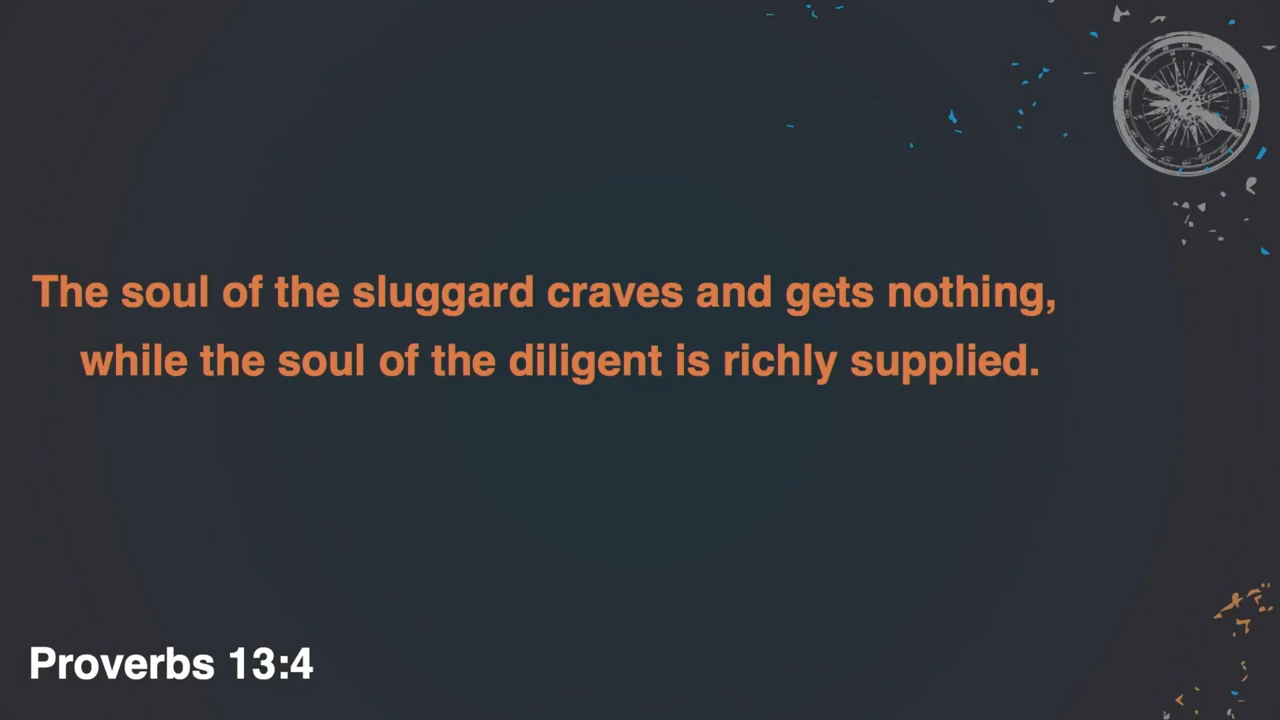 The soul of the sluggard craves and gets nothing,
while the soul of the diligent is richly supplied.
Proverbs 13:4